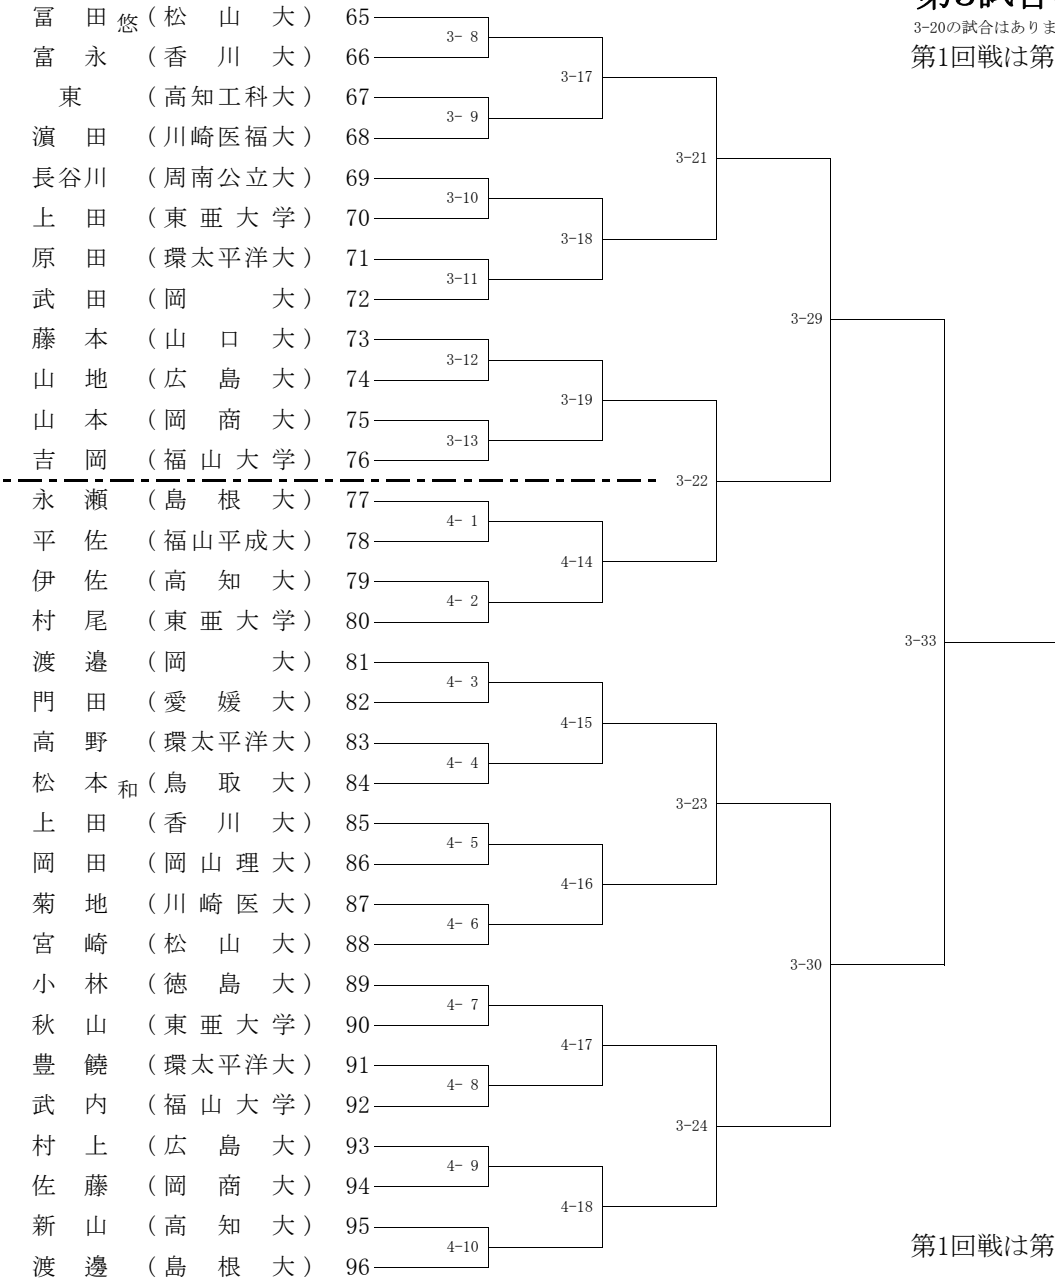 冨田悠(松山大) 65
富永(香川大) 66
東(高知工科大) 67
濵田(川崎医福大) 68
長谷川(周南公立大) 69
上田(東亜大学) 70
原田(環太平洋大) 71
武田(岡大) 72
藤本(山口大) 73
山地(広島大) 74
山本(岡商大) 75
吉岡(福山大学) 76
永瀬(島根大) 77
平佐(福山平成大) 78
伊佐(高知大) 79
村尾(東亜大学) 80
渡邉(岡大) 81
門田(愛媛大) 82
高野(環太平洋大) 83
松本和(鳥取大) 84
上田(香川大) 85
岡田(岡山理大) 86
菊地(川崎医大) 87
宮崎(松山大) 88
小林(徳島大) 89
秋山(東亜大学) 90
豊饒(環太平洋大) 91
武内(福山大学) 92
村上(広島大) 93
佐藤(岡商大) 94
新山(高知大) 95
渡邊(島根大) 96
3- 8
3- 9
3-10
3-11
3-12
3-13
4- 1
4- 2
4- 3
4- 4
4- 5
4- 6
4- 7
4- 8
4- 9
4-10
3-17
3-18
3-19
4-14
4-15
4-16
4-17
4-18
3-21
3-22
3-23
3-24
3-29
3-30
3-33
3-20の試合はありま
第1回戦は第
第1回戦は第